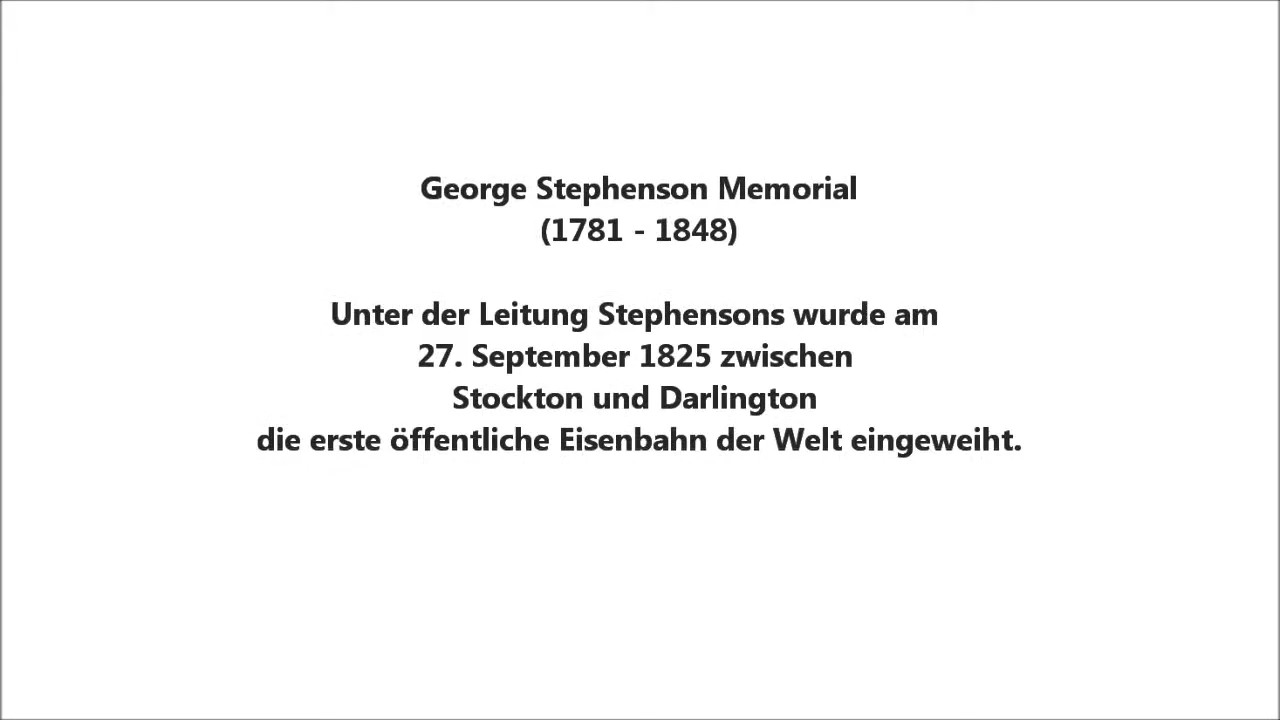 George Stephenson Memorial
(1781 - 1848)
Unter der Leitung Stephensons wurde am
27. September 1825 zwischen
Stockton und Darlington
die erste öffentliche Eisenbahn der Welt eingeweiht.